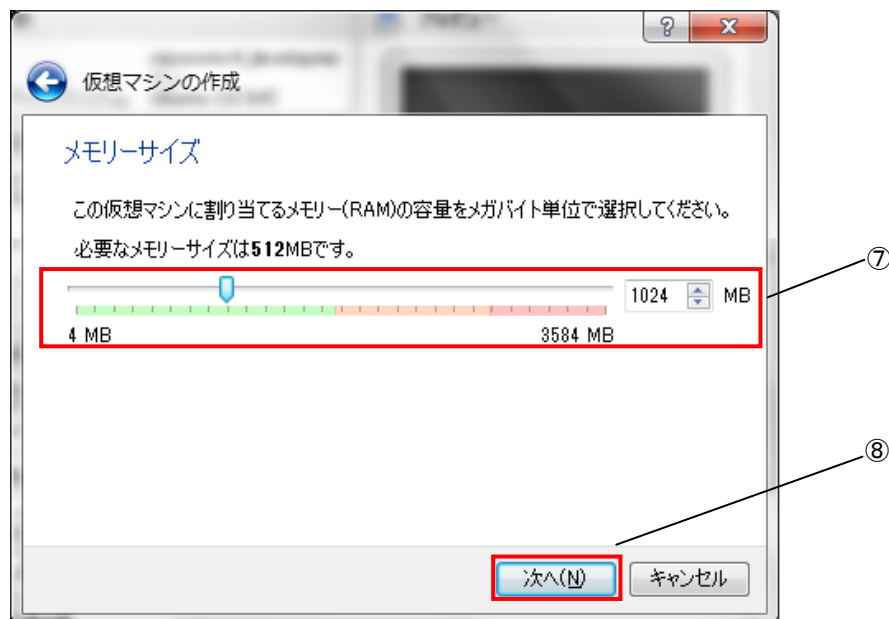 ?
x
仮想マシンの作成
メモリーサイズ
この仮想マシンに割り当てるメモリー(RAM)の容量をメガバイト単位で選択してください。
必要なメモリーサイズは512MBです。
⑦
1024 MB
4 MB 3584 MB
⑧
次へ(N) キャンセル